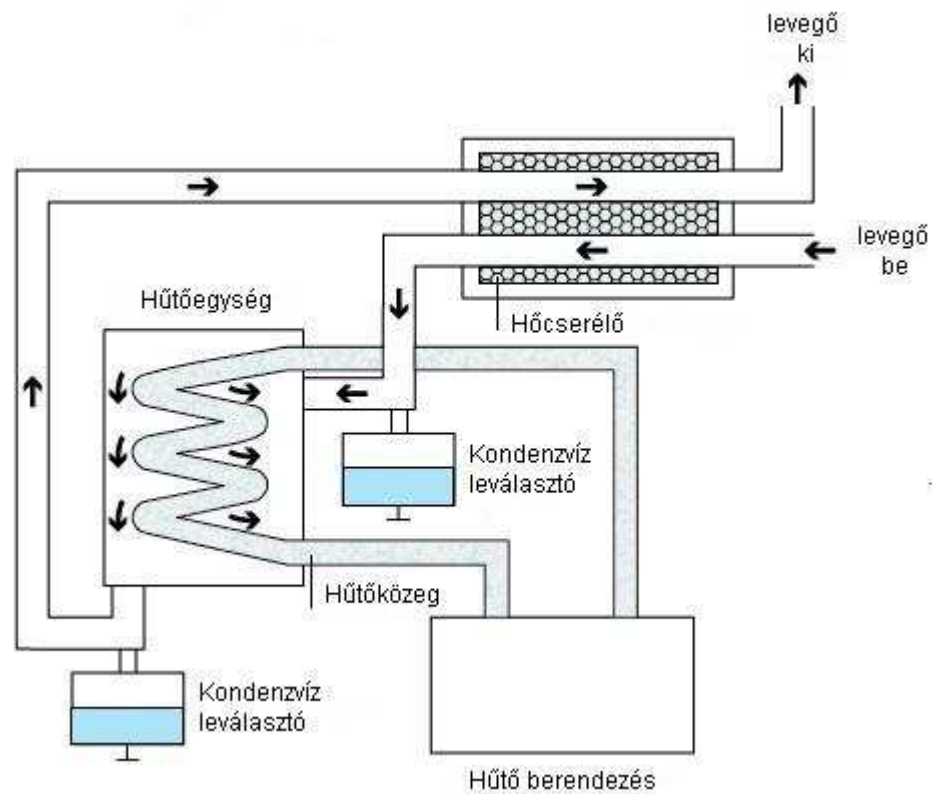 levegő
ki
levegő
be
Hőcserélő
Hűtőegység
Kondenzvíz
leválasztó
Hűtőközeg
Kondenzvíz
leválasztó
Hűtő berendezés